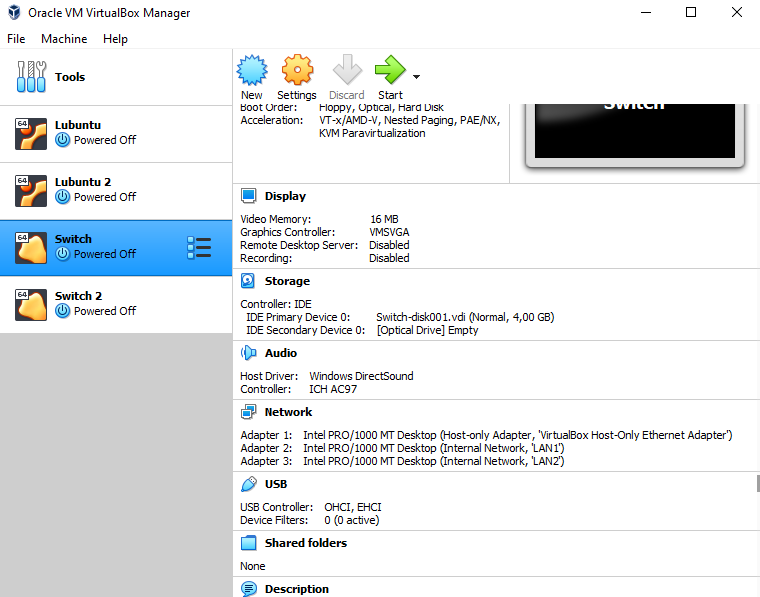 Oracle VM VirtualBox Manager
File Machine Help
Tools
New Settings Discard Start
64 Lubuntu
Powered Off
64 Lubuntu 2
Powered Off
64 Switch
Powered Off
64 Switch 2
Powered Off
Boot Order: Floppy, Optical, Hard Disk
Acceleration: VT-x/AMD-V, Nested Paging, PAE/NX,
KVM Paravirtualization
Switch
Display
Video Memory: 16 MB
Graphics Controller: VMSVGA
Remote Desktop Server: Disabled
Recording: Disabled
Storage
Controller: IDE
IDE Primary Device 0: Switch-disk001.vdi (Normal, 4,00 GB)
IDE Secondary Device 0: [Optical Drive] Empty
Audio
Host Driver: Windows DirectSound
Controller: ICH AC97
Network
Adapter 1: Intel PRO/1000 MT Desktop (Host-only Adapter, 'VirtualBox Host-Only Ethernet Adapter')
Adapter 2: Intel PRO/1000 MT Desktop (Internal Network, 'LAN1')
Adapter 3: Intel PRO/1000 MT Desktop (Internal Network, 'LAN2')
USB
USB Controller: OHCI, EHCI
Device Filters: 0 (0 active)
Shared folders
None
Description